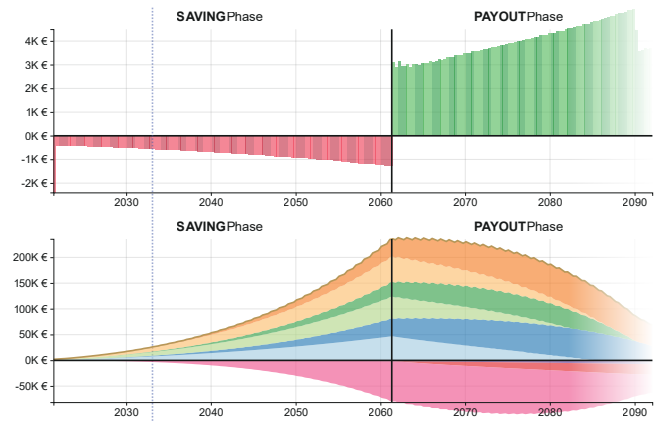 SAVINGPhase PAYOUTPhase
4K €
3K €
2K €
1K €
0K €
-1K €
-2K €
2030 2040 2050 2060 2070 2080 2090
SAVINGPhase PAYOUTPhase
200K €
150K €
100K €
50K €
0K €
-50K €
2030 2040 2050 2060 2070 2080 2090